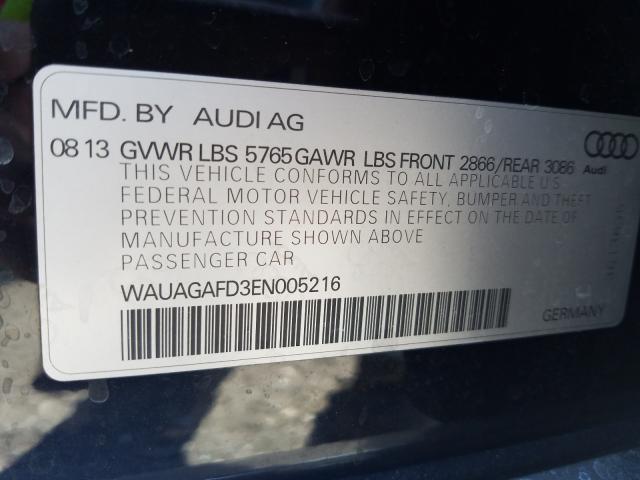 MFD. BY AUDI AG
08 13 GVWR LBS 5765 GAWR LBS FRONT 2866/REAR 3086
Audi
THIS VEHICLE CONFORMS TO ALL APPLICABLE U.S.
FEDERAL MOTOR VEHICLE SAFETY, BUMPER AND THEFT
PREVENTION STANDARDS IN EFFECT ON THE DATE OF
MANUFACTURE SHOWN ABOVE
PASSENGER CAR
WAUAGAFD3EN005216
GERMANY